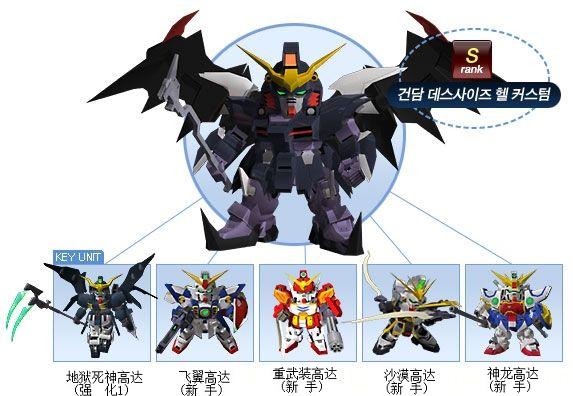 S
rank
건담 데스사이즈 헬 커스텀
KEY UNIT
地狱死神高达
(强 化1)
飞翼高达
(新 手)
重武装高达
(新 手)
沙漠高达
(新 手)
神龙高达
(新 手)